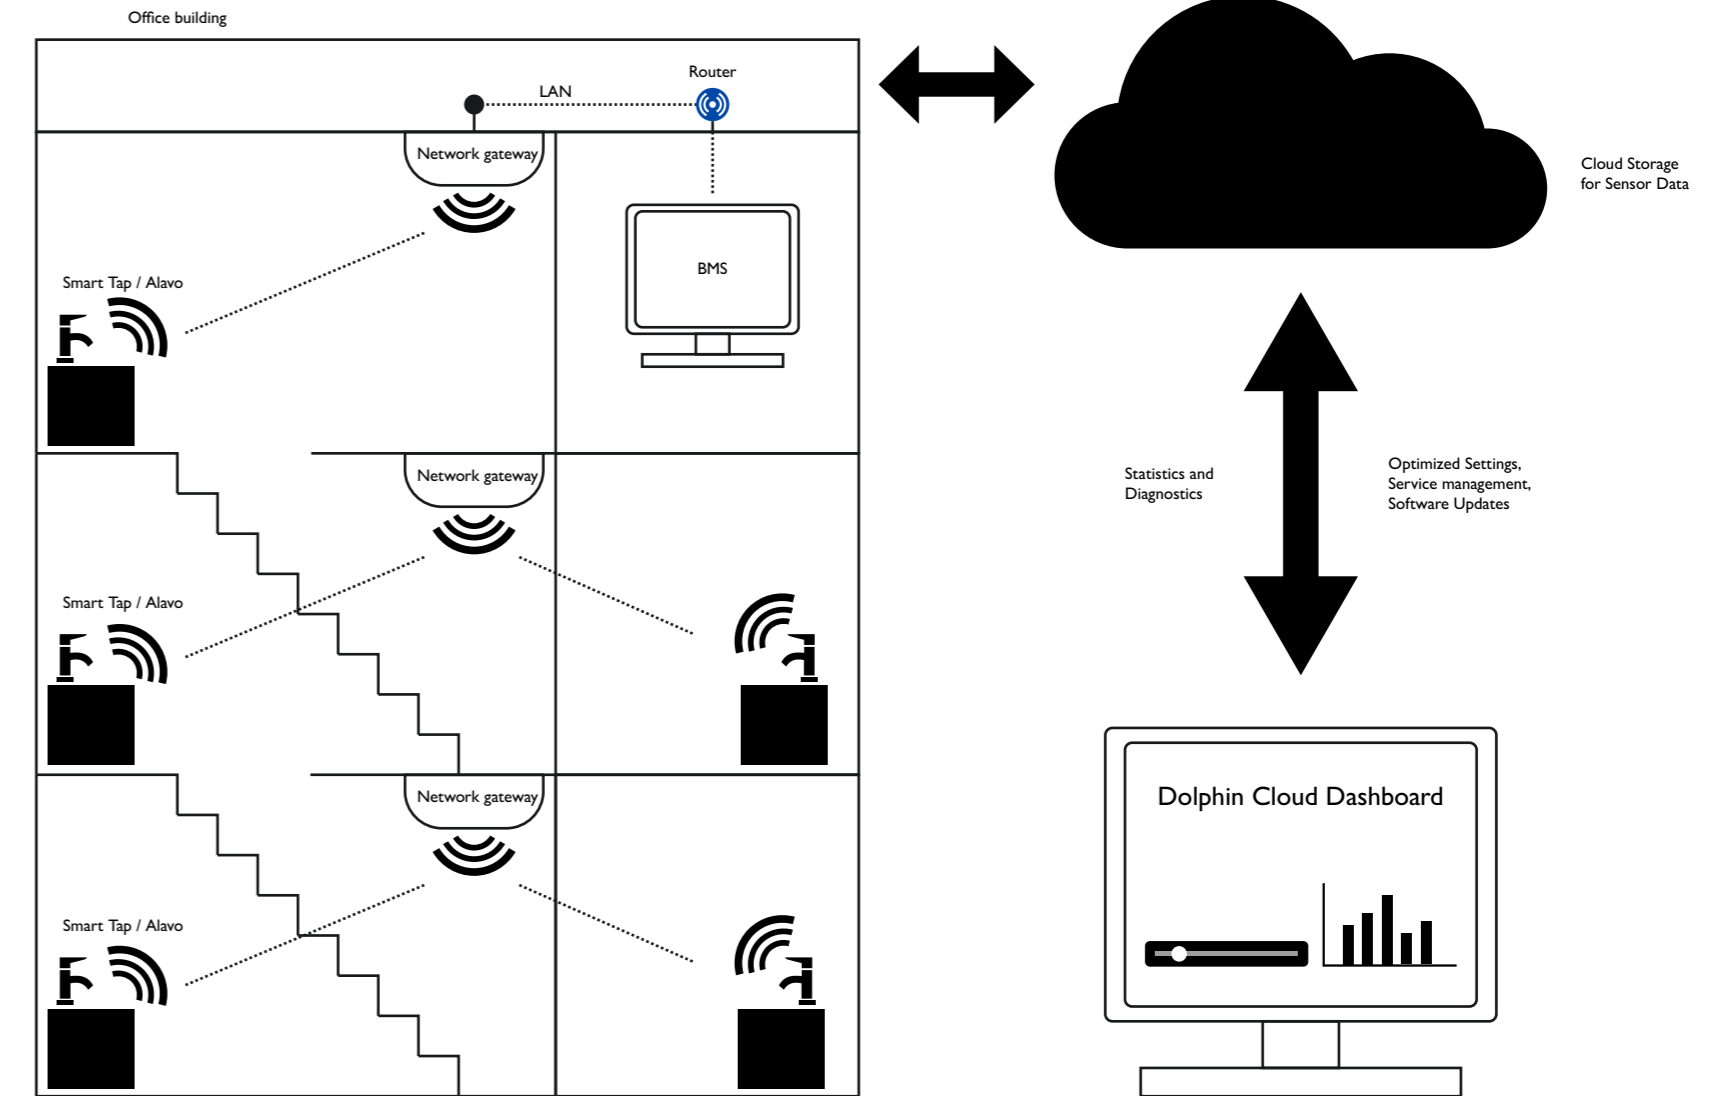 Office building
LAN
Router
Network gateway
Smart Tap / Alavo
BMS
Network gateway
Smart Tap / Alavo
Network gateway
Smart Tap / Alavo
Cloud Storage
for Sensor Data
Statistics and
Diagnostics
Optimized Settings,
Service management,
Software Updates
Dolphin Cloud Dashboard